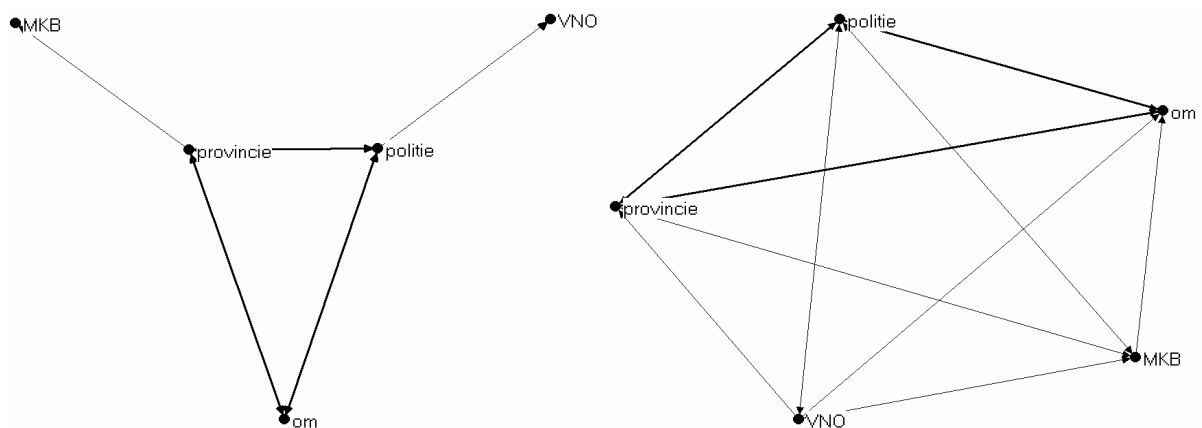 MKB
VNO
provincie
politie
om
politie
om
provincie
MKB
VNO